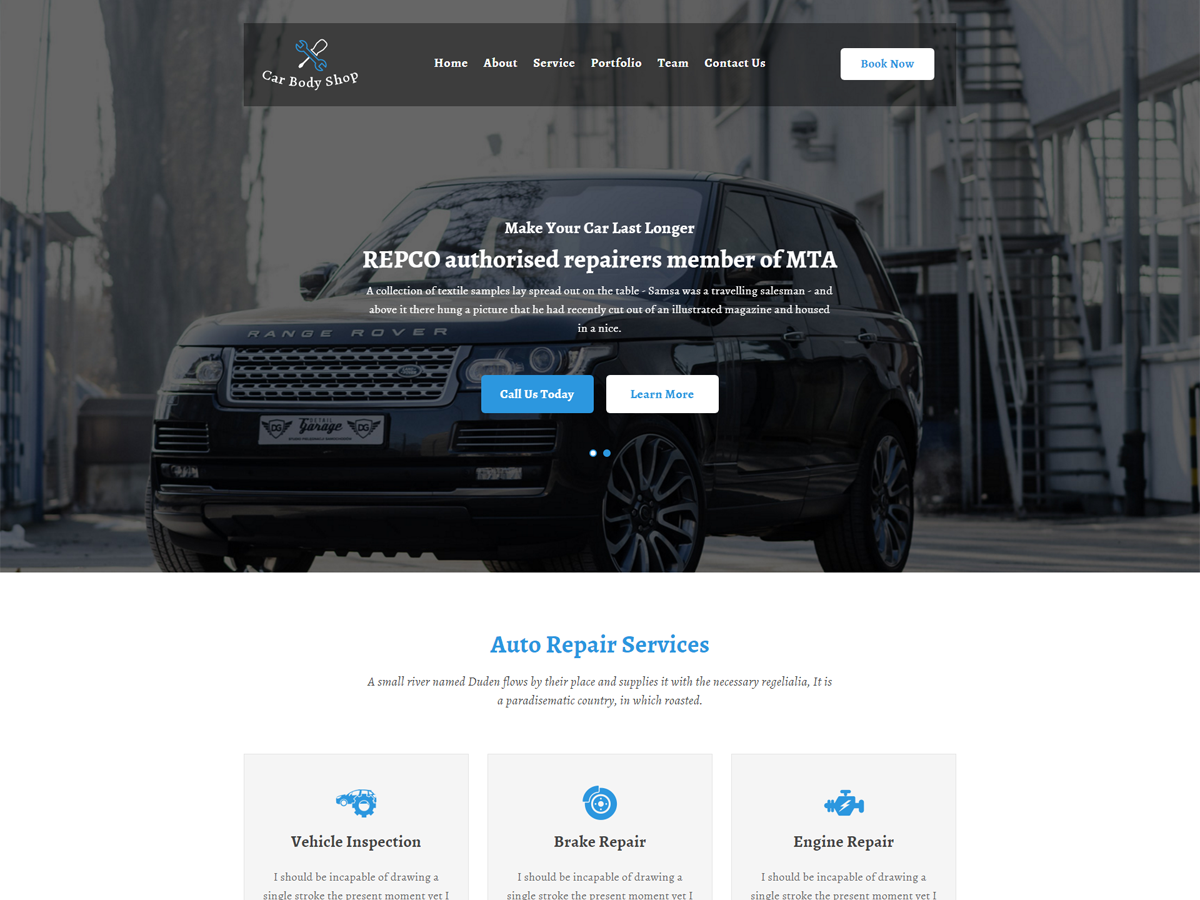 Car Body Shop
Home About Service Portfolio Team Contact Us
Book Now
Make Your Car Last Longer
REPCO authorised repairers member of MTA
A collection of textile samples lay spread out on the table - Samsa was a travelling salesman - and
above it there hung a picture that he had recently cut out of an illustrated magazine and housed
in a nice.
RANGE ROVER
Call Us Today Learn More
DG DETAIL Garage DG
Auto Repair Services
A small river named Duden flows by their place and supplies it with the necessary regelialia, It is
a paradisematic country, in which roasted.
Vehicle Inspection
I should be incapable of drawing a
single stroke the present moment yet I
Brake Repair
I should be incapable of drawing a
single stroke the present moment yet I
Engine Repair
I should be incapable of drawing a
single stroke the present moment yet I